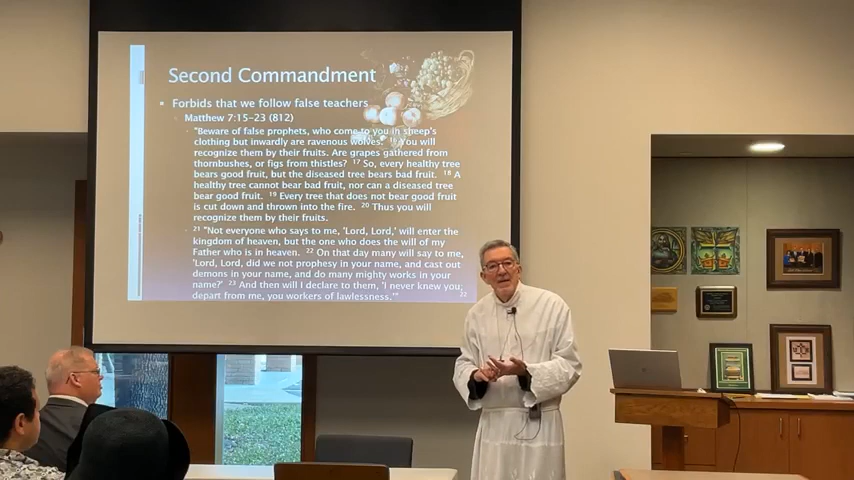 Second Commandment
Forbids that we follow false teachers
Matthew 7:15-23 (812)
"Beware of false prophets, who come to you in sheep's
clothing but inwardly are ravenous wolves. 16 You will
recognize them by their fruits. Are grapes gathered from
thornbushes, or figs from thistles? 17 So, every healthy tree
bears good fruit, but the diseased tree bears bad fruit. 18 A
healthy tree cannot bear bad fruit, nor can a diseased tree
bear good fruit. 19 Every tree that does not bear good fruit
is cut down and thrown into the fire. 20 Thus you will
recognize them by their fruits.
21 "Not everyone who says to me, 'Lord, Lord,' will enter the
kingdom of heaven, but the one who does the will of my
Father who is in heaven. 22 On that day many will say to me,
'Lord, Lord, did we not prophesy in your name, and cast out
demons in your name, and do many mighty works in your
name?' 23 And then will I declare to them, 'I never knew you;
depart from me, you workers of lawlessness.'"
22